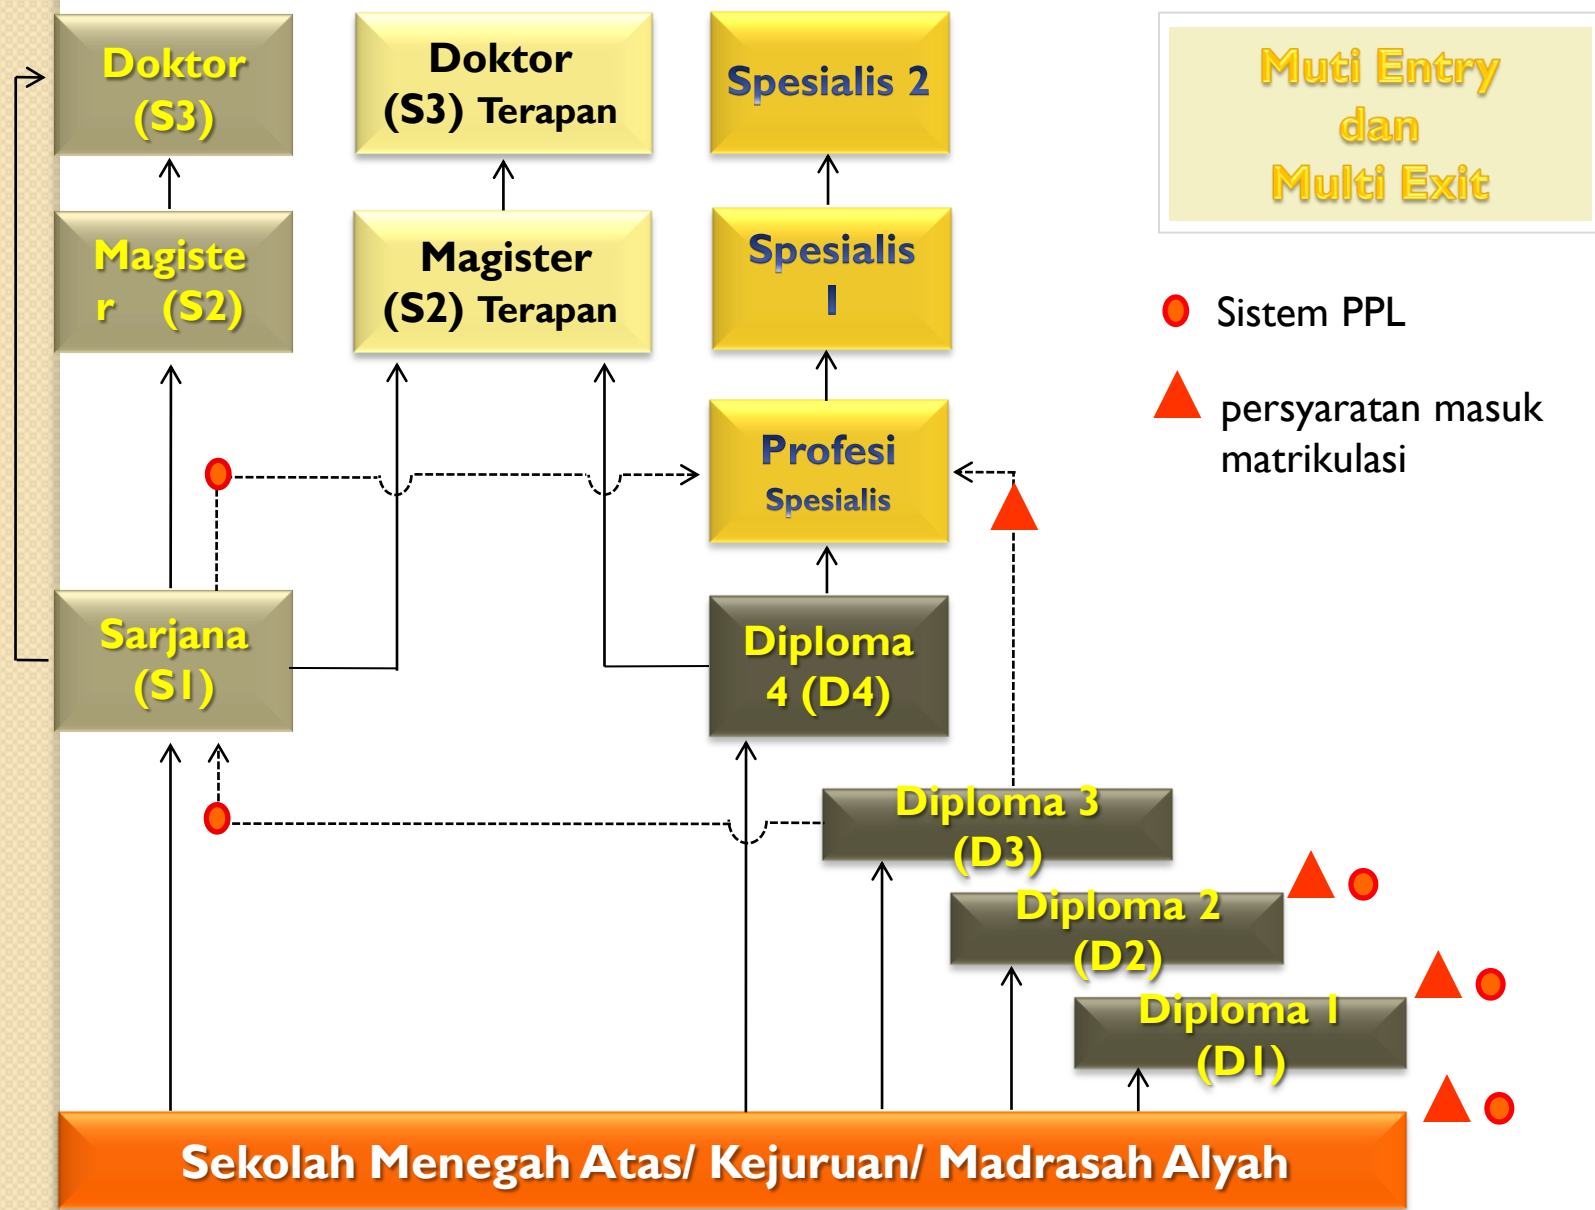 Doktor
(S3)
Doktor
(S3) Terapan
Spesialis 2
Muti Entry
dan
Multi Exit
Magiste
r (S2)
Magister
(S2) Terapan
Spesialis
1
Sistem PPL
persyaratan masuk
matrikulasi
Profesi
Spesialis
Sarjana
(S1)
Diploma
4 (D4)
Diploma 3
(D3)
Diploma 2
(D2)
Diploma 1
(D1)
Sekolah Menegah Atas/ Kejuruan/ Madrasah Alyah